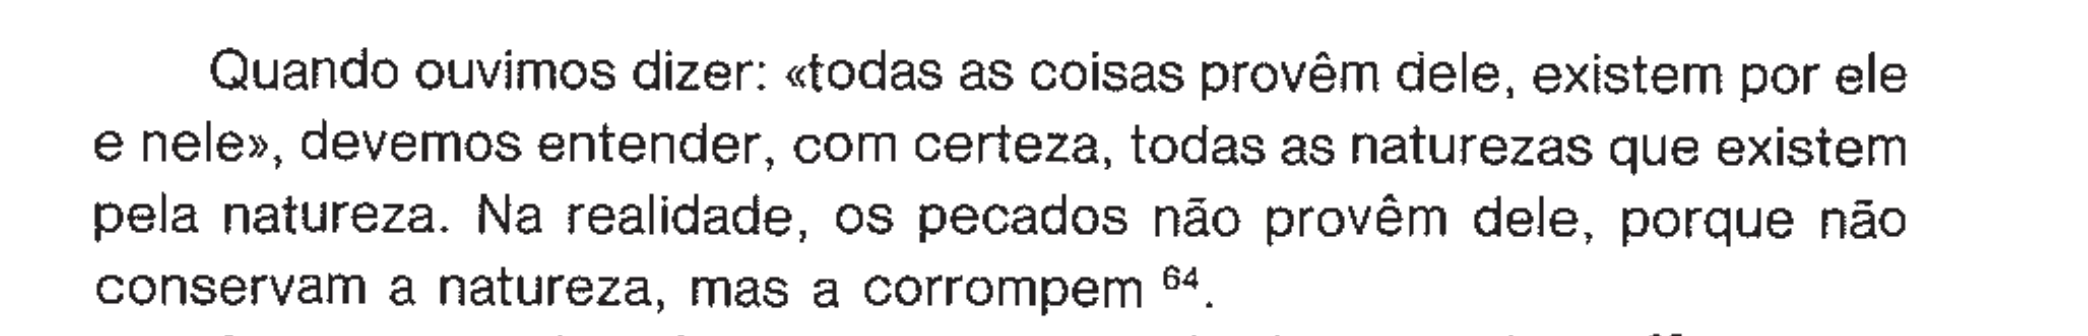 Quando ouvimos dizer: «todas as coisas provêm dele, existem por ele
e nele», devemos entender, com certeza, todas as naturezas que existem
pela natureza. Na realidade, os pecados não provêm dele, porque não
conservam a natureza, mas a corrompem ⁶⁴.